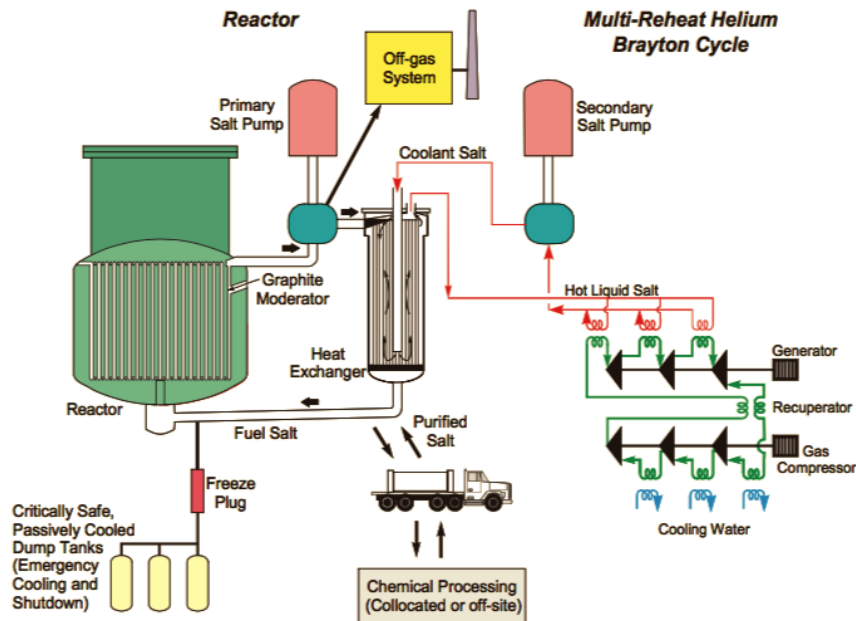 Reactor
Multi-Reheat Helium
Brayton Cycle
Off-gas
System
Primary
Salt Pump
Secondary
Salt Pump
Coolant Salt
Graphite
Moderator
Hot Liquid Salt
Heat
Exchanger
Generator
Reactor
Recuperator
Fuel Salt
Purified
Salt
Gas
Compressor
Freeze
Plug
Cooling Water
Critically Safe,
Passively Cooled
Dump Tanks
(Emergency
Cooling and
Shutdown)
Chemical Processing
(Collocated or off-site)